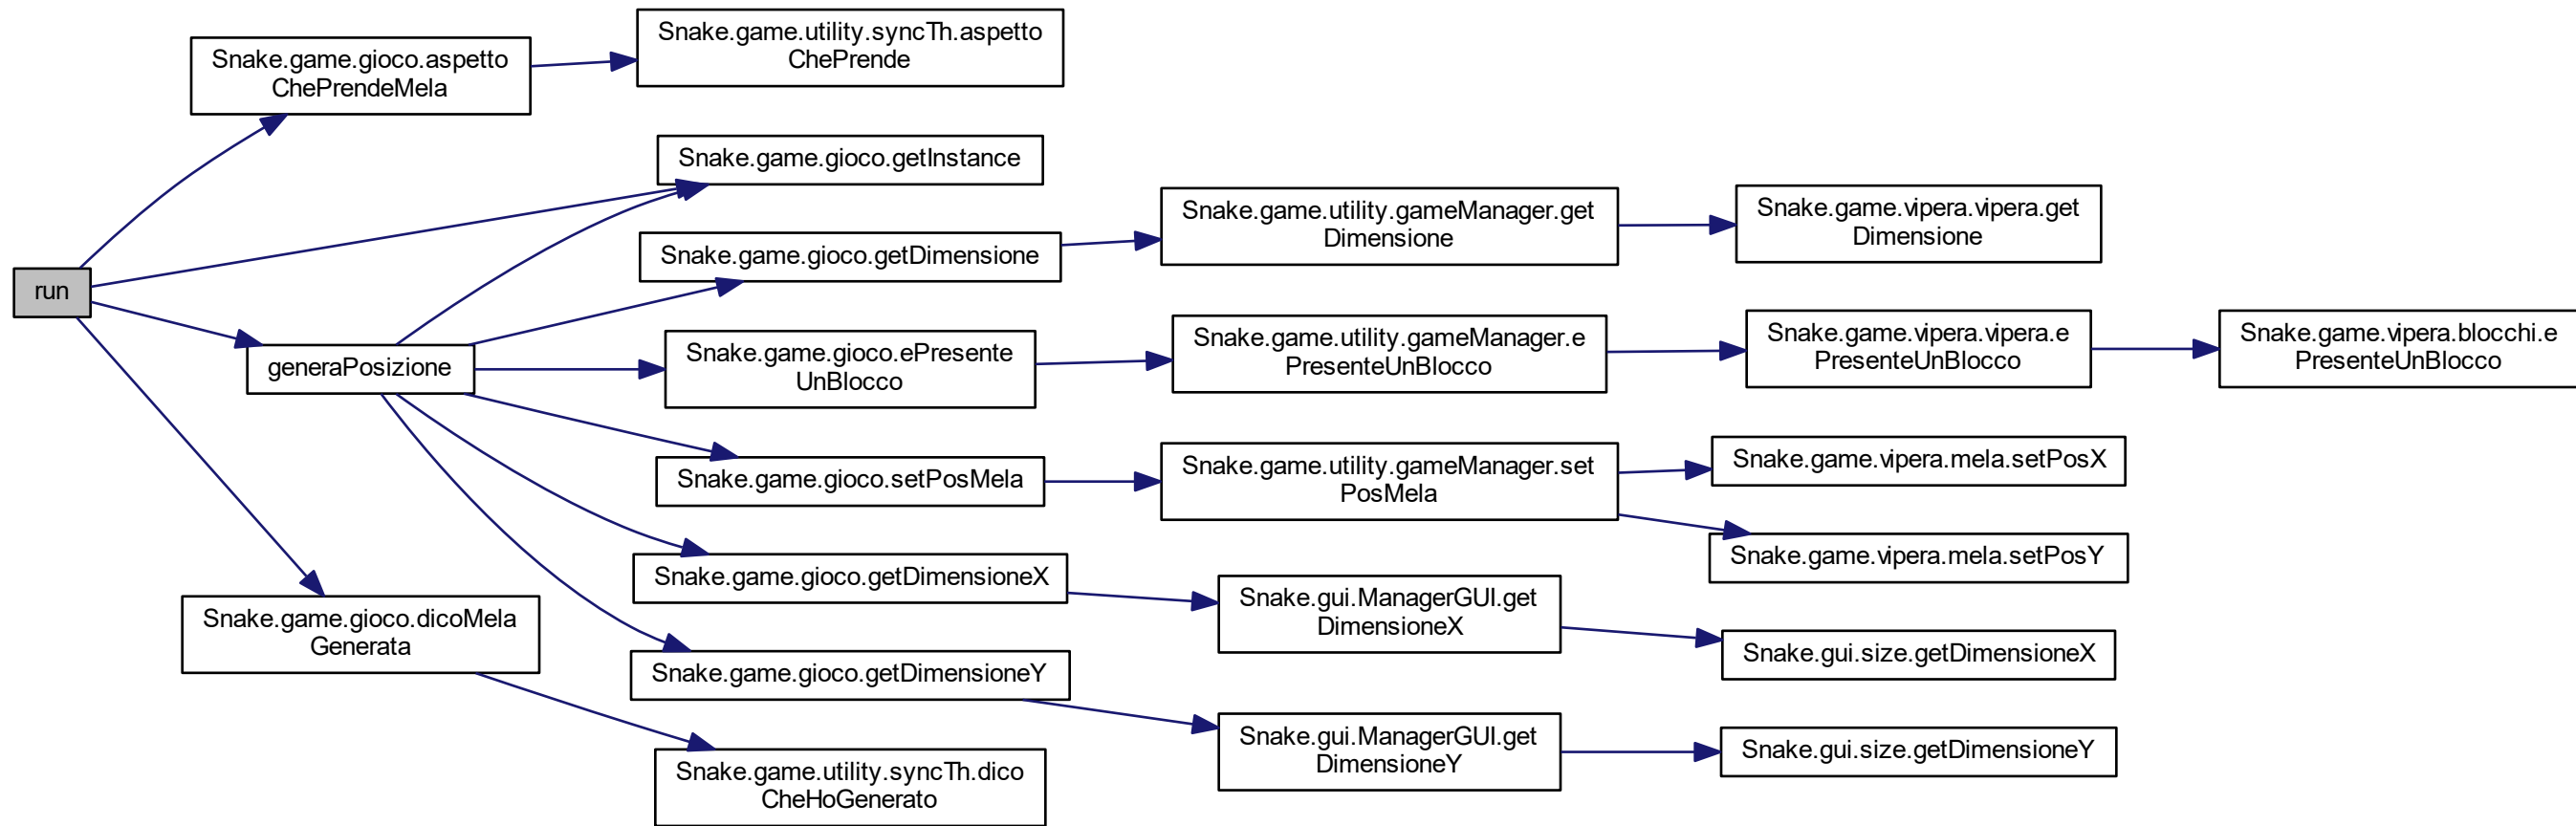 run
Snake.game.gioco.aspetto
ChePrendeMela
Snake.game.utility.syncTh.aspetto
ChePrende
Snake.game.gioco.getInstance
generaPosizione
Snake.game.gioco.getDimensione
Snake.game.utility.gameManager.get
Dimensione
Snake.game.vipera.vipera.get
Dimensione
Snake.game.gioco.ePresente
UnBlocco
Snake.game.utility.gameManager.e
PresenteUnBlocco
Snake.game.vipera.vipera.e
PresenteUnBlocco
Snake.game.vipera.blocchi.e
PresenteUnBlocco
Snake.game.gioco.setPosMela
Snake.game.utility.gameManager.set
PosMela
Snake.game.vipera.mela.setPosX
Snake.game.vipera.mela.setPosY
Snake.game.gioco.getDimensioneX
Snake.gui.ManagerGUI.get
DimensioneX
Snake.gui.size.getDimensioneX
Snake.game.gioco.getDimensioneY
Snake.gui.ManagerGUI.get
DimensioneY
Snake.gui.size.getDimensioneY
Snake.game.gioco.dicoMela
Generata
Snake.game.utility.syncTh.dico
CheHoGenerato